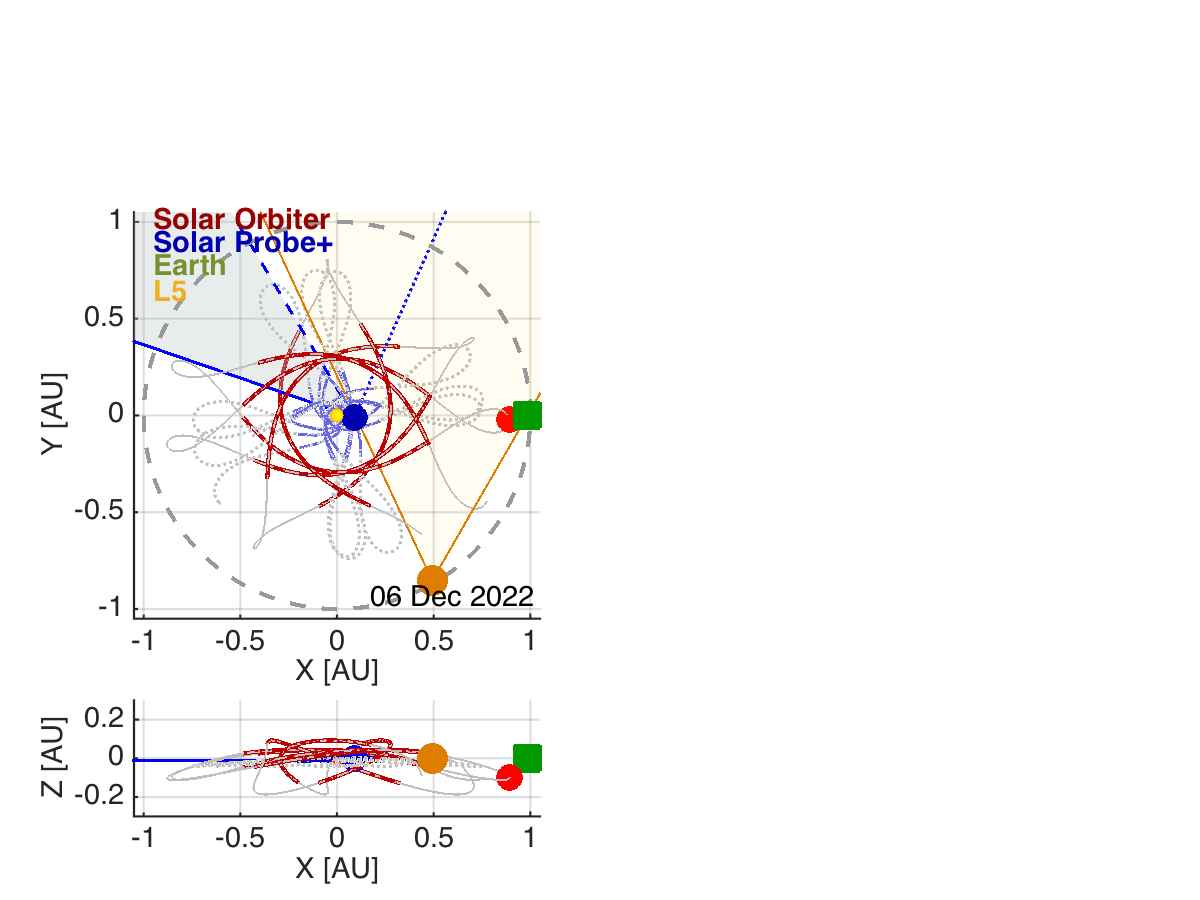 Solar Orbiter
Solar Probe+
Earth
L5
1
0.5
0
-0.5
-1
Y [AU]
06 Dec 2022
-1 -0.5 0 0.5 1
X [AU]
0.2
0
-0.2
Z [AU]
-1 -0.5 0 0.5 1
X [AU]